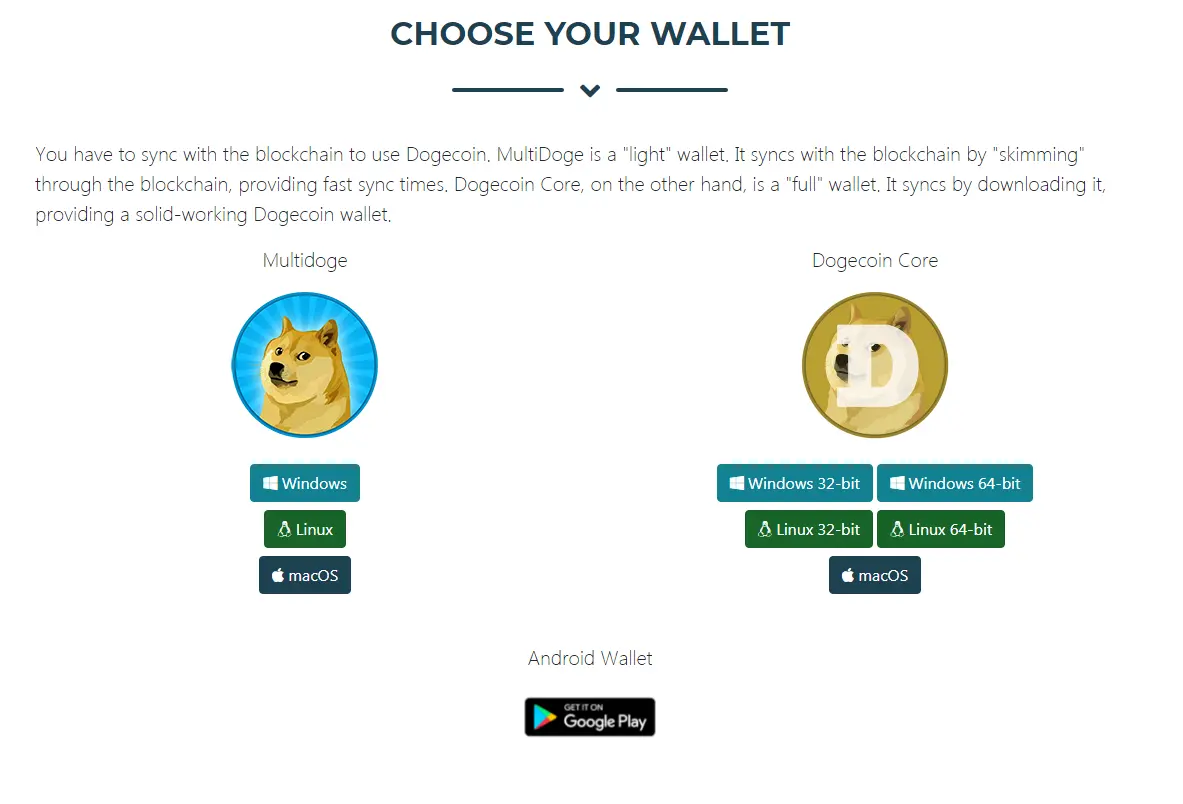 CHOOSE YOUR WALLET
You have to sync with the blockchain to use Dogecoin. MultiDoge is a "light" wallet. It syncs with the blockchain by "skimming"
through the blockchain, providing fast sync times. Dogecoin Core, on the other hand, is a "full" wallet. It syncs by downloading it,
providing a solid-working Dogecoin wallet.
Multidoge
Dogecoin Core
D
Windows
Windows 32-bit
Windows 64-bit
Linux
Linux 32-bit
Linux 64-bit
macOS
macOS
Android Wallet
GET IT ON
Google Play